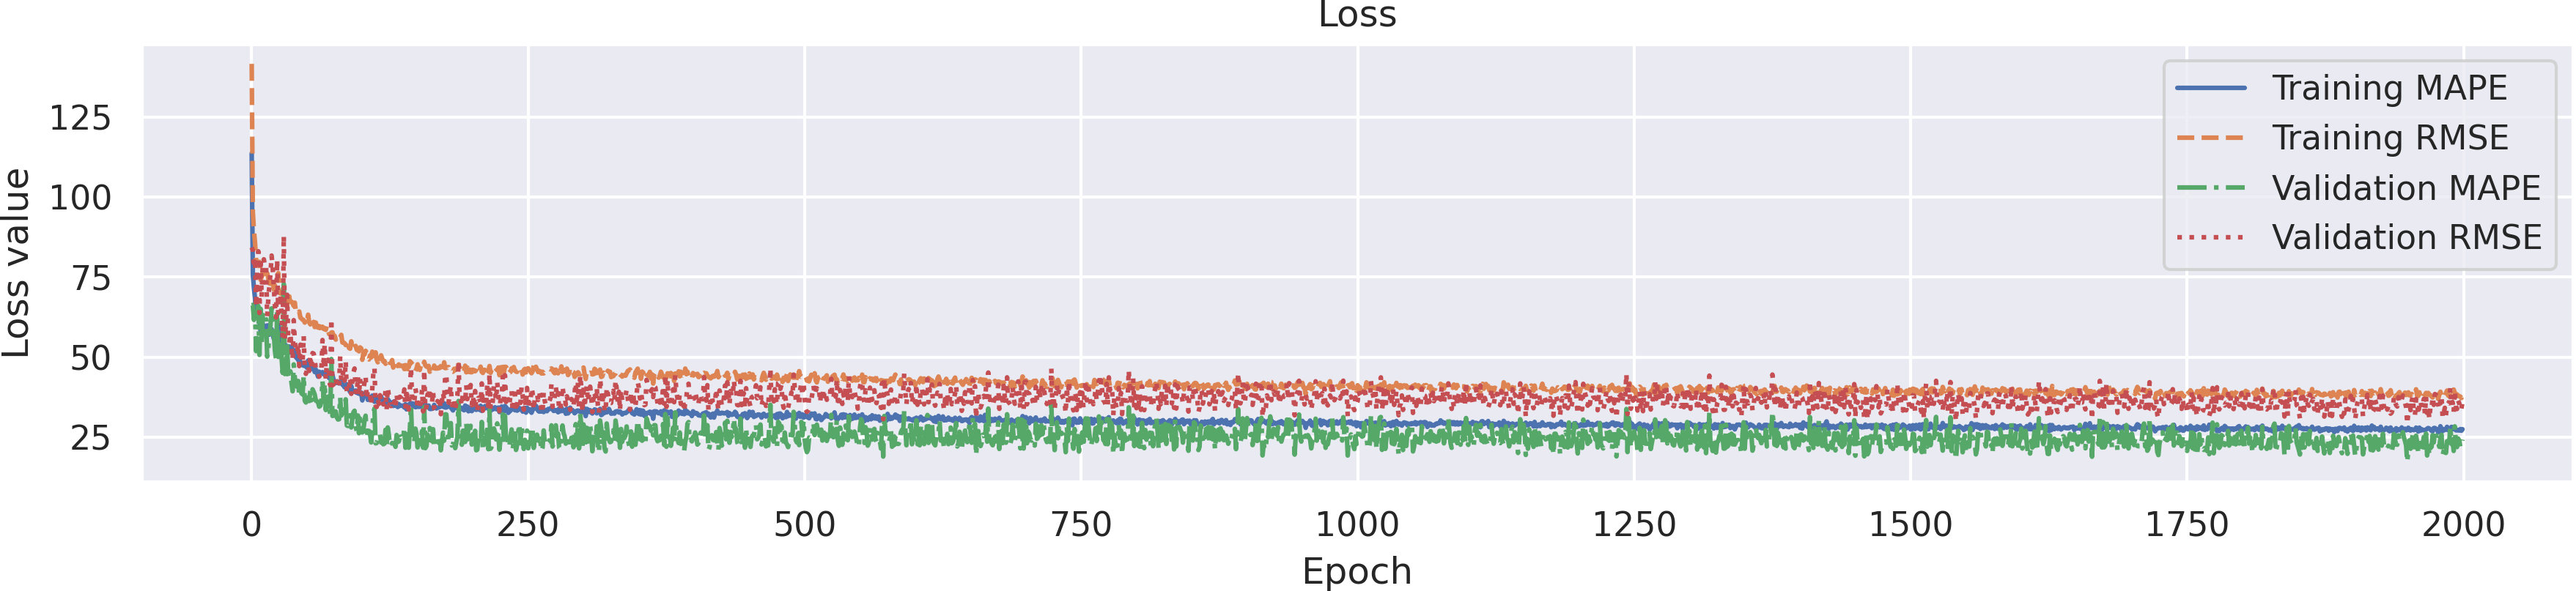 Loss
Loss value
125
100
75
50
25
Training MAPE
Training RMSE
Validation MAPE
Validation RMSE
0 250 500 750 1000 1250 1500 1750 2000
Epoch